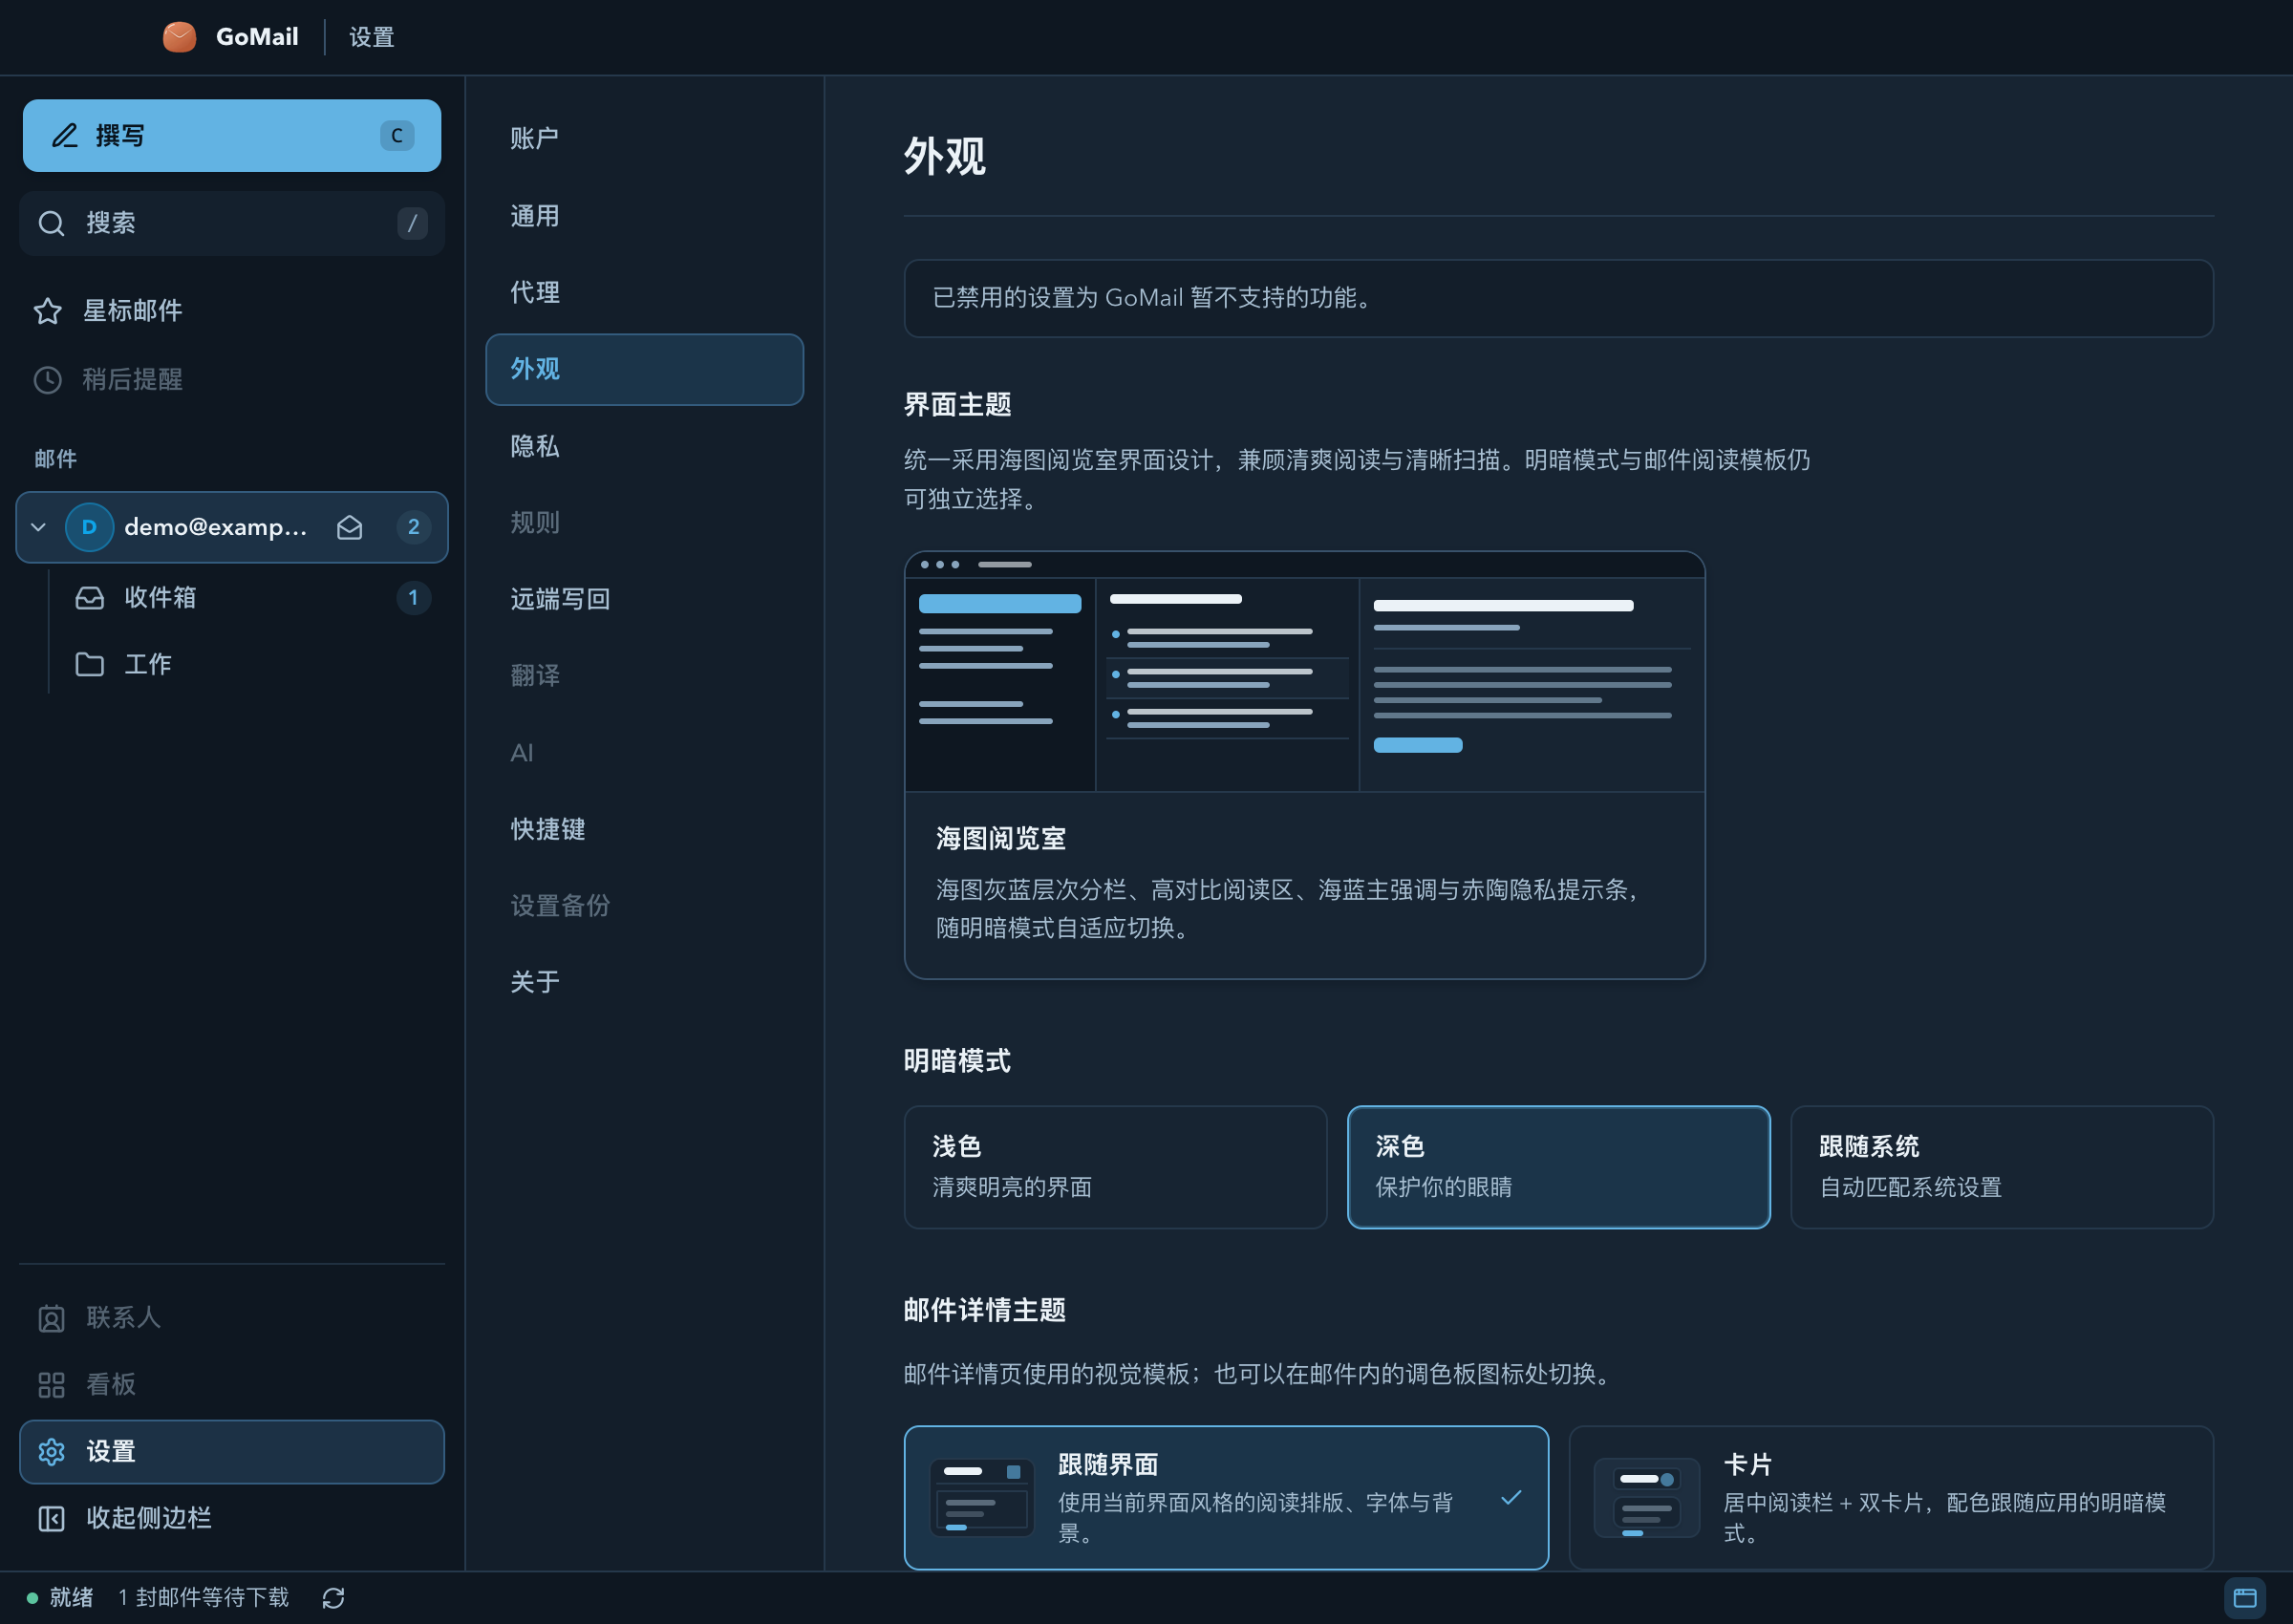 GoMail
设置
撰写
C
搜索
/
星标邮件
稍后提醒
邮件
D
demo@examp...
2
收件箱
1
工作
联系人
看板
设置
收起侧边栏
账户
通用
代理
外观
隐私
规则
远端写回
翻译
AI
快捷键
设置备份
关于
外观
已禁用的设置为 GoMail 暂不支持的功能。
界面主题
统一采用海图阅览室界面设计，兼顾清爽阅读与清晰扫描。明暗模式与邮件阅读模板仍
可独立选择。
海图阅览室
海图灰蓝层次分栏、高对比阅读区、海蓝主强调与赤陶隐私提示条，
随明暗模式自适应切换。
明暗模式
浅色
清爽明亮的界面
深色
保护你的眼睛
跟随系统
自动匹配系统设置
邮件详情主题
邮件详情页使用的视觉模板；也可以在邮件内的调色板图标处切换。
跟随界面
使用当前界面风格的阅读排版、字体与背
景。
卡片
居中阅读栏 + 双卡片，配色跟随应用的明暗模
式。
就绪
1 封邮件等待下载